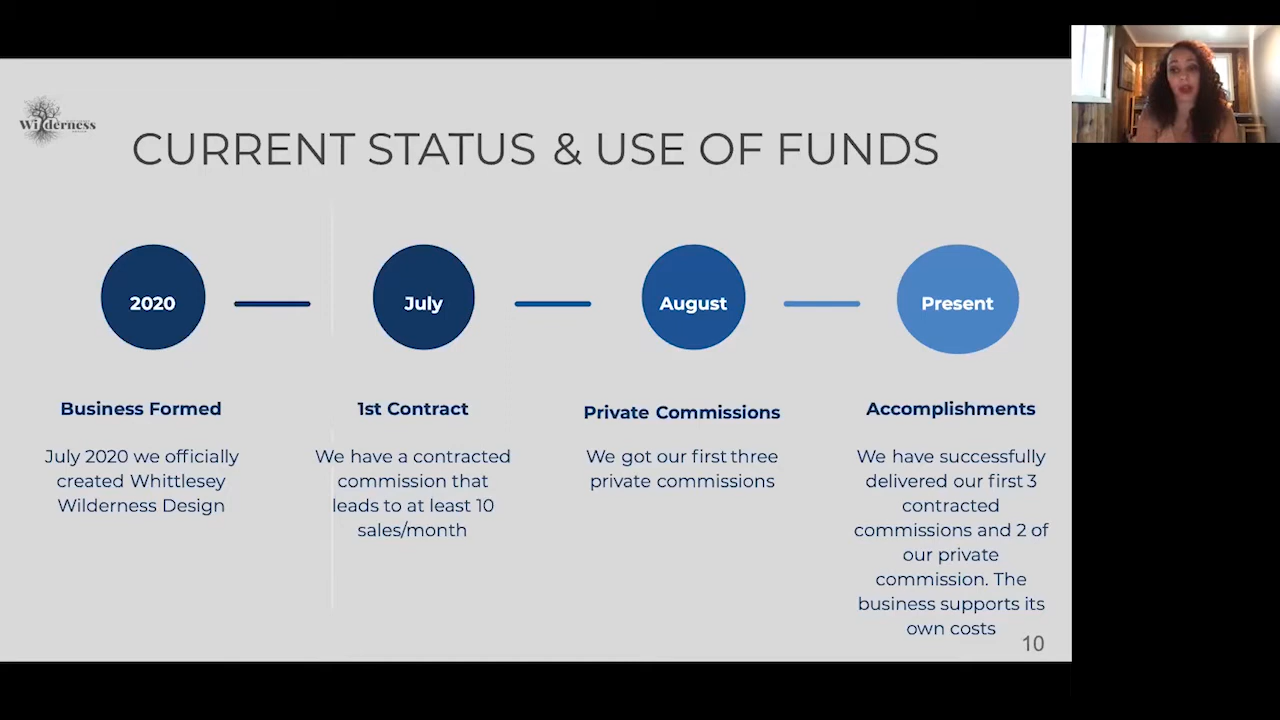 Wilderness
CURRENT STATUS & USE OF FUNDS
2020
July
August
Present
Business Formed
July 2020 we officially
created Whittlesey
Wilderness Design
1st Contract
We have a contracted
commission that
leads to at least 10
sales/month
Private Commissions
We got our first three
private commissions
Accomplishments
We have successfully
delivered our first 3
contracted
commissions and 2 of
our private
commission. The
business supports its
own costs
10